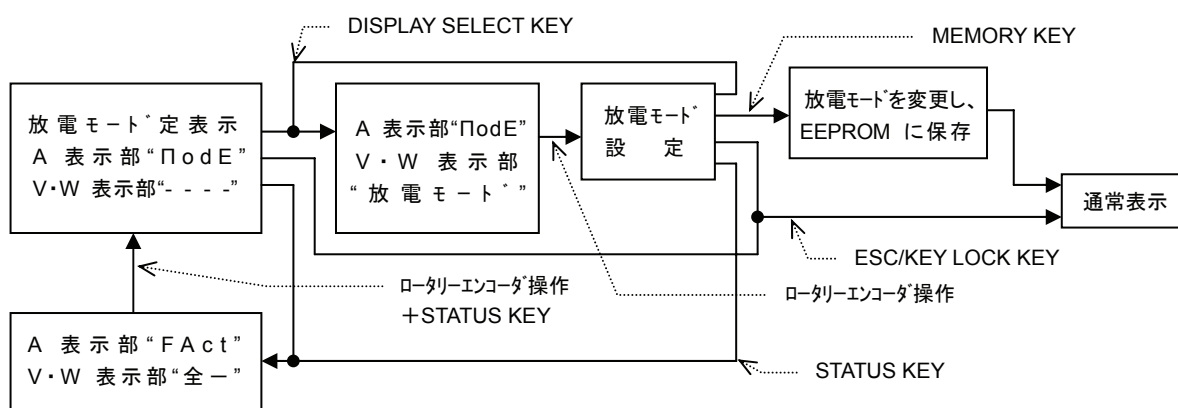 DISPLAY SELECT KEY
MEMORY KEY
放電モード定表示
A 表示部“ΠodE”
V・W 表示部“- - - -”
A 表示部“ΠodE”
V・W 表示部
“放電モード”
放電モード
設 定
放電モードを変更し、
EEPROM に保存
通常表示
ESC/KEY LOCK KEY
ロータリーエンコーダ操作
+STATUS KEY
ロータリーエンコーダ操作
A 表示部“FAct”
V・W 表示部“全一”
STATUS KEY